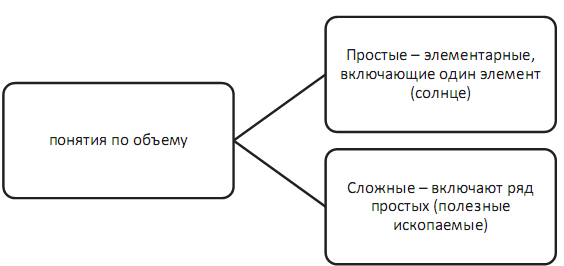 понятия по объему
Простые – элементарные,
включающие один элемент
(солнце)
Сложные – включают ряд
простых (полезные
ископаемые)